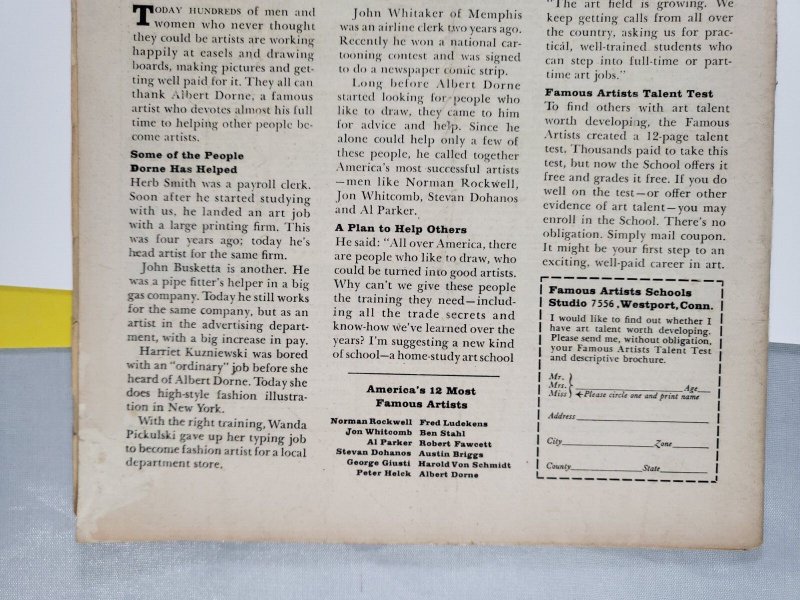 TODAY HUNDREDS of men and
women who never thought
they could be artists are working
happily at easels and drawing
boards, making pictures and get-
ting well paid for it. They all can
thank Albert Dorne, a famous
artist who devotes almost his full
time to helping other people be-
come artists.
Some of the People
Dorne Has Helped
Herb Smith was a payroll clerk.
Soon after he started studying
with us, he landed an art job
with a large printing firm. This
was four years ago; today he's
head artist for the same firm.
John Busketta is another. He
was a pipe fitter's helper in a big
gas company. Today he still works
for the same company, but as an
artist in the advertising depart-
ment, with a big increase in pay.
Harriet Kuzniewski was bored
with an "ordinary" job before she
heard of Albert Dorne. Today she
does high-style fashion illustra-
tion in New York.
With the right training, Wanda
Pickulski gave up her typing job
to become fashion artist for a local
department store.
John Whitaker of Memphis
was an airline clerk two years ago.
Recently he won a national car-
tooning contest and was signed
to do a newspaper comic strip.
Long before Albert Dorne
started looking for people who
like to draw, they came to him
for advice and help. Since he
alone could help only a few of
these people, he called together
America's most successful artists
—men like Norman Rockwell,
Jon Whitcomb, Stevan Dohanos
and Al Parker.
A Plan to Help Others
He said: "All over America, there
are people who like to draw, who
could be turned into good artists.
Why can't we give these people
the training they need—includ-
ing all the trade secrets and
know-how we've learned over the
years? I'm suggesting a new kind
of school—a home-study art school
America's 12 Most
Famous Artists
Norman Rockwell Fred Ludekens
Jon Whitcomb Ben Stahl
Al Parker Robert Fawcett
Stevan Dohanos Austin Briggs
George Giusti Harold Von Schmidt
Peter Helck Albert Dorne
"The art field is growing. We
keep getting calls from all over
the country, asking us for prac-
tical, well-trained students who
can step into full-time or part-
time art jobs."
Famous Artists Talent Test
To find others with art talent
worth developing, the Famous
Artists created a 12-page talent
test. Thousands paid to take this
test, but now the School offers it
free and grades it free. If you do
well on the test—or offer other
evidence of art talent—you may
enroll in the School. There's no
obligation. Simply mail coupon.
It might be your first step to an
exciting, well-paid career in art.
Famous Artists Schools
Studio 7556, Westport, Conn.
I would like to find out whether I
have art talent worth developing.
Please send me, without obligation,
your Famous Artists Talent Test
and descriptive brochure.
Mr.
Mrs. Age
Miss Please circle one and print name
Address
City Zone
County State